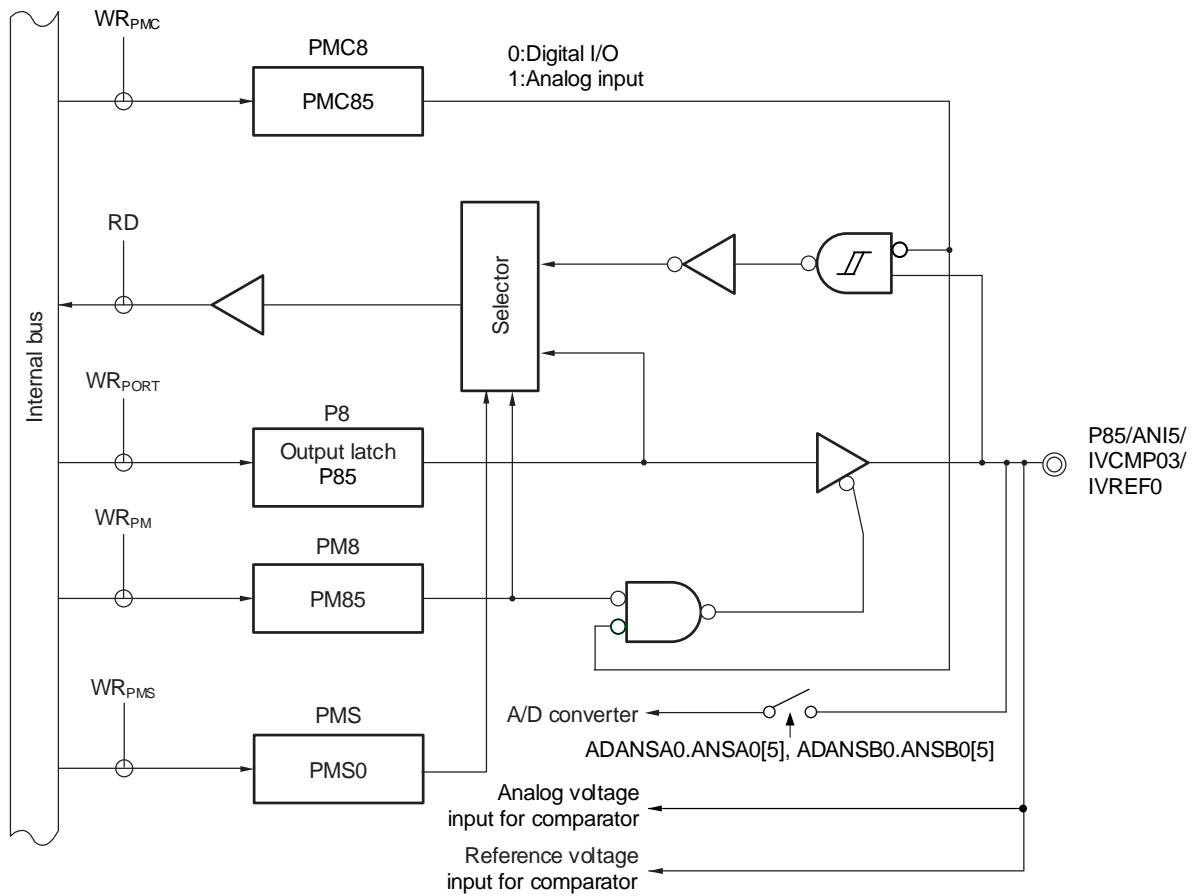 WRPMC
PMC8
PMC85
0:Digital I/O
1:Analog input
RD
Selector
Internal bus
WRPORT
P8
Output latch
P85
P85/ANI5/
IVCMP03/
IVREF0
WRPM
PM8
PM85
WRPMS
PMS
PMS0
A/D converter
ADANSA0.ANSA0[5], ADANSB0.ANSB0[5]
Analog voltage
input for comparator
Reference voltage
input for comparator